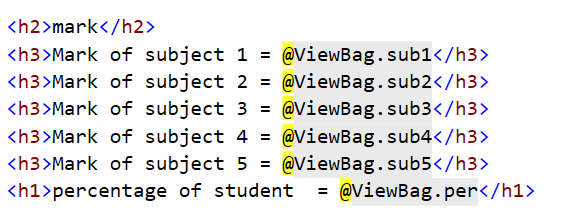 <h2>mark</h2>
<h3>Mark of subject 1 = @ViewBag.sub1</h3>
<h3>Mark of subject 2 = @ViewBag.sub2</h3>
<h3>Mark of subject 3 = @ViewBag.sub3</h3>
<h3>Mark of subject 4 = @ViewBag.sub4</h3>
<h3>Mark of subject 5 = @ViewBag.sub5</h3>
<h1>percentage of student  = @ViewBag.per</h1>